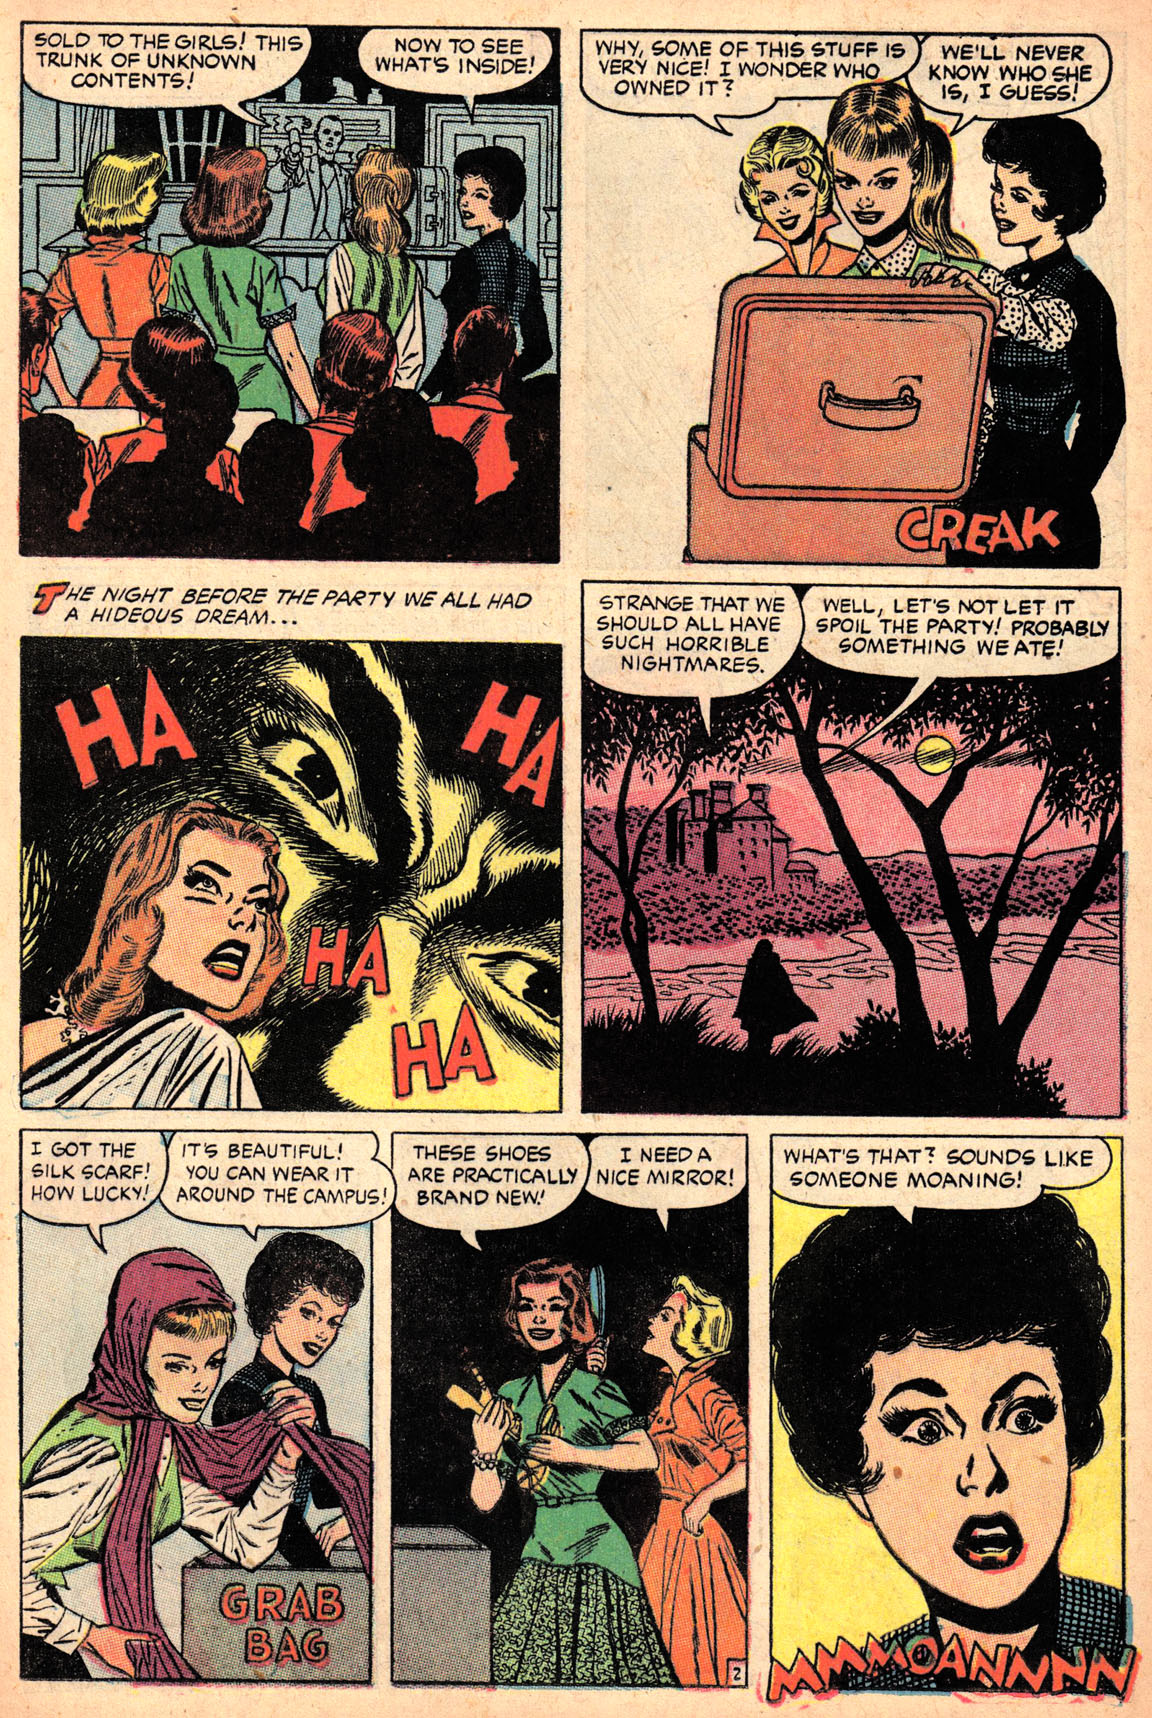 SOLD TO THE GIRLS! THIS
TRUNK OF UNKNOWN
CONTENTS!
NOW TO SEE
WHAT'S INSIDE!
WHY, SOME OF THIS STUFF IS
VERY NICE! I WONDER WHO
OWNED IT?
WE'LL NEVER
KNOW WHO SHE
IS, I GUESS!
CREAK
THE NIGHT BEFORE THE PARTY WE ALL HAD
A HIDEOUS DREAM...
HA
HA
HA
HA
STRANGE THAT WE
SHOULD ALL HAVE
SUCH HORRIBLE
NIGHTMARES.
WELL, LET'S NOT LET IT
SPOIL THE PARTY! PROBABLY
SOMETHING WE ATE!
I GOT THE
SILK SCARF!
HOW LUCKY!
IT'S BEAUTIFUL!
YOU CAN WEAR IT
AROUND THE CAMPUS!
GRAB
BAG
THESE SHOES
ARE PRACTICALLY
BRAND NEW!
I NEED A
NICE MIRROR!
2
WHAT'S THAT? SOUNDS LIKE
SOMEONE MOANING!
MMMMOANNNNN